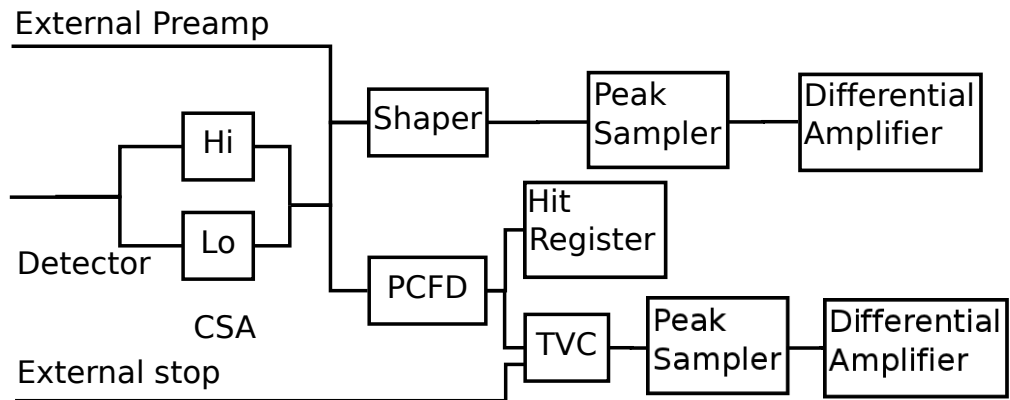 External Preamp
Shaper
Peak
Sampler
Differential
Amplifier
Hi
Lo
Detector
CSA
Hit
Register
PCFD
TVC
Peak
Sampler
Differential
Amplifier
External stop